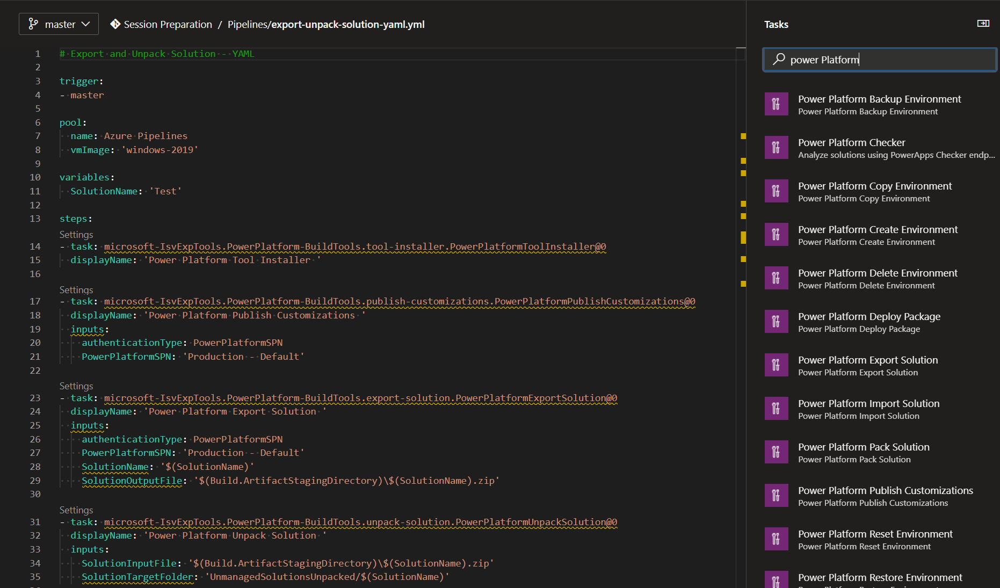 master
Session Preparation / Pipelines/export-unpack-solution-yaml.yml
1 # Export and Unpack Solution - YAML
2
3 trigger:
4 - master
5
6 pool:
7 name: Azure Pipelines
8 vmImage: 'windows-2019'
9
10 variables:
11 SolutionName: 'Test'
12
13 steps:
Settings
14 - task: microsoft-IsvExpTools.PowerPlatform-BuildTools.tool-installer.PowerPlatformToolInstaller@0
15 displayName: 'Power Platform Tool Installer '
16
Settings
17 - task: microsoft-IsvExpTools.PowerPlatform-BuildTools.publish-customizations.PowerPlatformPublishCustomizations@0
18 displayName: 'Power Platform Publish Customizations '
19 inputs:
20 authenticationType: PowerPlatformSPN
21 PowerPlatformSPN: 'Production - Default'
22
Settings
23 - task: microsoft-IsvExpTools.PowerPlatform-BuildTools.export-solution.PowerPlatformExportSolution@0
24 displayName: 'Power Platform Export Solution '
25 inputs:
26 authenticationType: PowerPlatformSPN
27 PowerPlatformSPN: 'Production - Default'
28 SolutionName: '$(SolutionName)'
29 SolutionOutputFile: '$(Build.ArtifactStagingDirectory)\$(SolutionName).zip'
30
Settings
31 - task: microsoft-IsvExpTools.PowerPlatform-BuildTools.unpack-solution.PowerPlatformUnpackSolution@0
32 displayName: 'Power Platform Unpack Solution '
33 inputs:
34 SolutionInputFile: '$(Build.ArtifactStagingDirectory)\$(SolutionName).zip'
35 SolutionTargetFolder: 'UnmanagedSolutionsUnpacked/$(SolutionName)'
Tasks
power Platform
Power Platform Backup Environment
Power Platform Backup Environment
Power Platform Checker
Analyze solutions using PowerApps Checker endp...
Power Platform Copy Environment
Power Platform Copy Environment
Power Platform Create Environment
Power Platform Create Environment
Power Platform Delete Environment
Power Platform Delete Environment
Power Platform Deploy Package
Power Platform Deploy Package
Power Platform Export Solution
Power Platform Export Solution
Power Platform Import Solution
Power Platform Import Solution
Power Platform Pack Solution
Power Platform Pack Solution
Power Platform Publish Customizations
Power Platform Publish Customizations
Power Platform Reset Environment
Power Platform Reset Environment
Power Platform Restore Environment